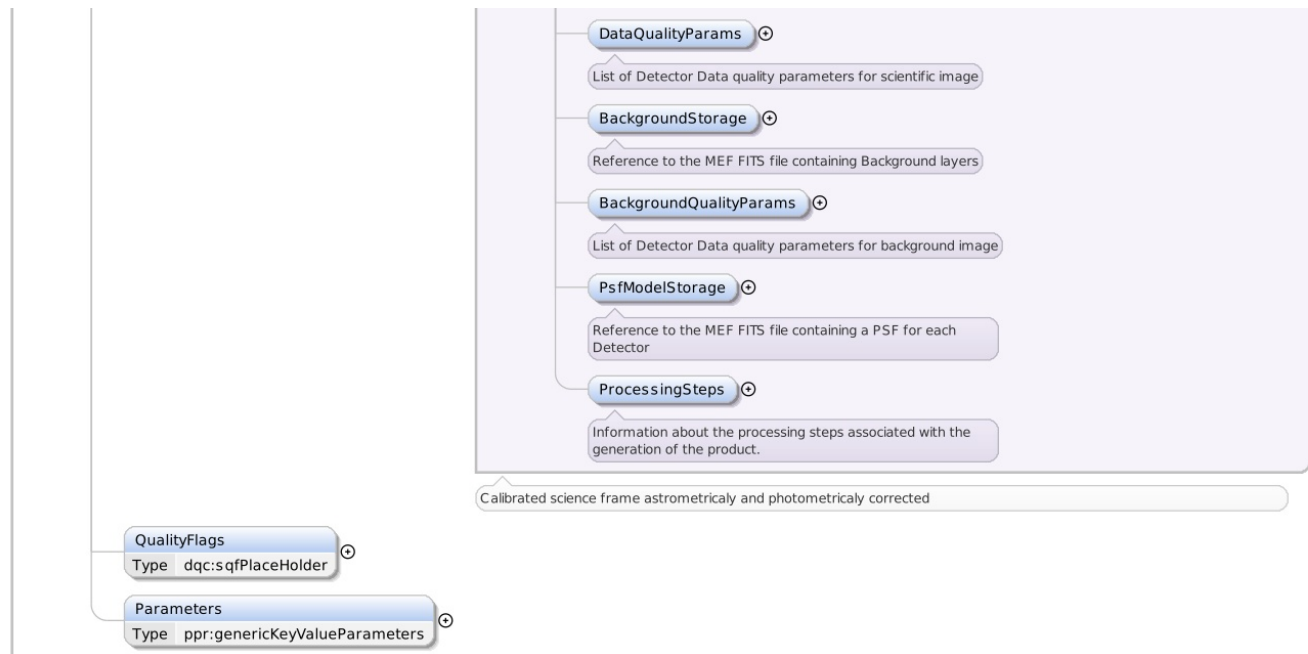 DataQualityParams
List of Detector Data quality parameters for scientific image
BackgroundStorage
Reference to the MEF FITS file containing Background layers
BackgroundQualityParams
List of Detector Data quality parameters for background image
PsfModelStorage
Reference to the MEF FITS file containing a PSF for each
Detector
ProcessingSteps
Information about the processing steps associated with the
generation of the product.
Calibrated science frame astrometricaly and photometricaly corrected
QualityFlags
Type dqc:sqfPlaceHolder
Parameters
Type ppr:genericKeyValueParameters